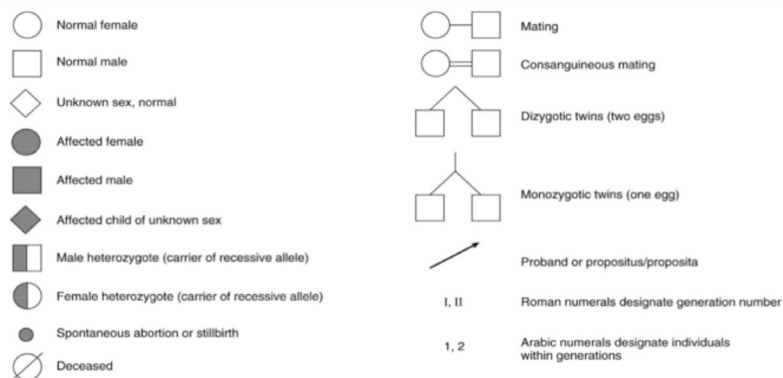 Normal female
Normal male
Unknown sex, normal
Affected female
Affected male
Affected child of unknown sex
Male heterozygote (carrier of recessive allele)
Female heterozygote (carrier of recessive allele)
Spontaneous abortion or stillbirth
Deceased
Mating
Consanguineous mating
Dizygotic twins (two eggs)
Monozygotic twins (one egg)
Proband or propositus/proposita
I, II Roman numerals designate generation number
1, 2 Arabic numerals designate individuals
within generations